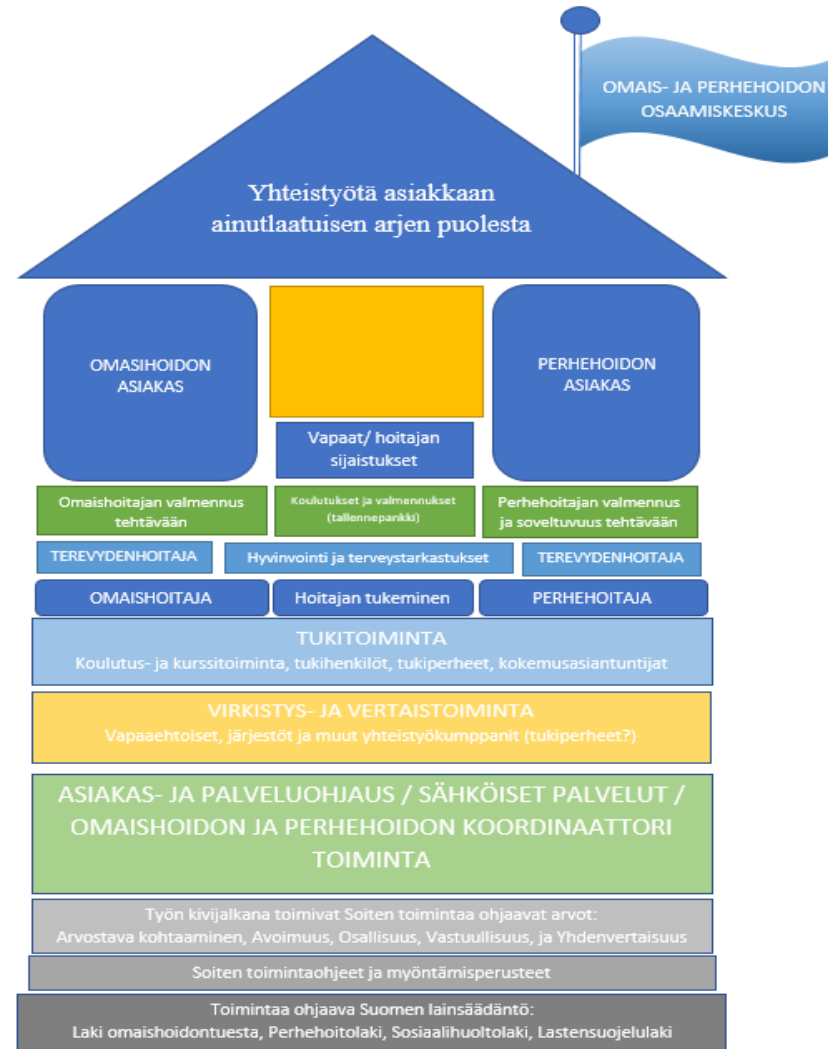 OMAIS- JA PERHEHOIDON
OSAAMISKESKUS
Yhteistyötä asiakkaan
ainutlaatuisen arjen puolesta
OMASIHOIDON
ASIAKAS
PERHEHOIDON
ASIAKAS
Vapaat/ hoitajan
sijaistukset
Omaishoitajan valmennus
tehtävään
Koulutukset ja valmennukset
(tallennepankki)
Perhehoitajan valmennus
ja soveltuvuus tehtävään
TEREVYDENHOITAJA
Hyvinvointi ja terveystarkastukset
TEREVYDENHOITAJA
OMAISHOITAJA
Hoitajan tukeminen
PERHEHOITAJA
TUKITOIMINTA
Koulutus- ja kurssitoiminta, tukihenkilöt, tukiperheet, kokemusasiantuntijat
VIRKISTYS- JA VERTAISTOIMINTA
Vapaaehtoiset, järjestöt ja muut yhteistyökumppanit (tukiperheet?)
ASIAKAS- JA PALVELUOHJAUS / SÄHKÖISET PALVELUT /
OMAISHOIDON JA PERHEHOIDON KOORDINAATTORI
TOIMINTA
Työn kivijalkana toimivat Soiten toimintaa ohjaavat arvot:
Arvostava kohtaaminen, Avoimuus, Osallisuus, Vastuullisuus, ja Yhdenvertaisuus
Soiten toimintaohjeet ja myöntämisperusteet
Toimintaa ohjaava Suomen lainsäädäntö:
Laki omaishoidontuesta, Perhehoitolaki, Sosiaalihuoltolaki, Lastensuojelulaki